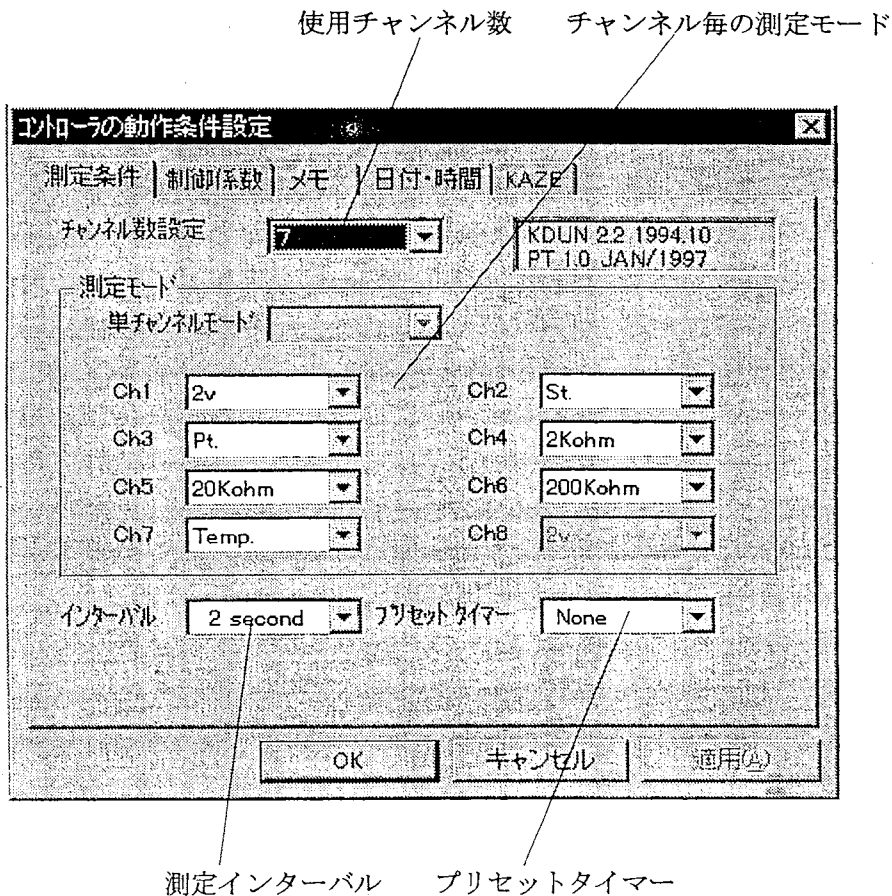 使用チャンネル数 チャンネル毎の測定モード
コントローラの動作条件設定
測定条件 制御係数 メモ 日付・時間 KAZE
チャンネル数設定 7 KDUN 2.2 1994.10
PT 1.0 JAN/1997
測定モード
単チャンネルモード
Ch1 2v Ch2 St.
Ch3 Pt. Ch4 2Kohm
Ch5 20Kohm Ch6 200Kohm
Ch7 Temp. Ch8 2v
インターバル 2 second プリセットタイマー None
OK キャンセル 適用(A)
測定インターバル プリセットタイマー